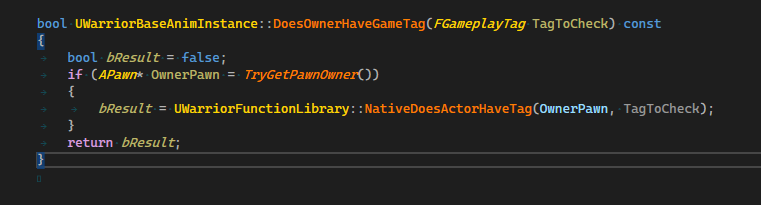 bool UWarriorBaseAnimInstance::DoesOwnerHaveGameTag(FGameplayTag TagToCheck) const
{
    bool bResult = false;
    if (APawn* OwnerPawn = TryGetPawnOwner())
    {
        bResult = UWarriorFunctionLibrary::NativeDoesActorHaveTag(OwnerPawn, TagToCheck);
    }
    return bResult;
}